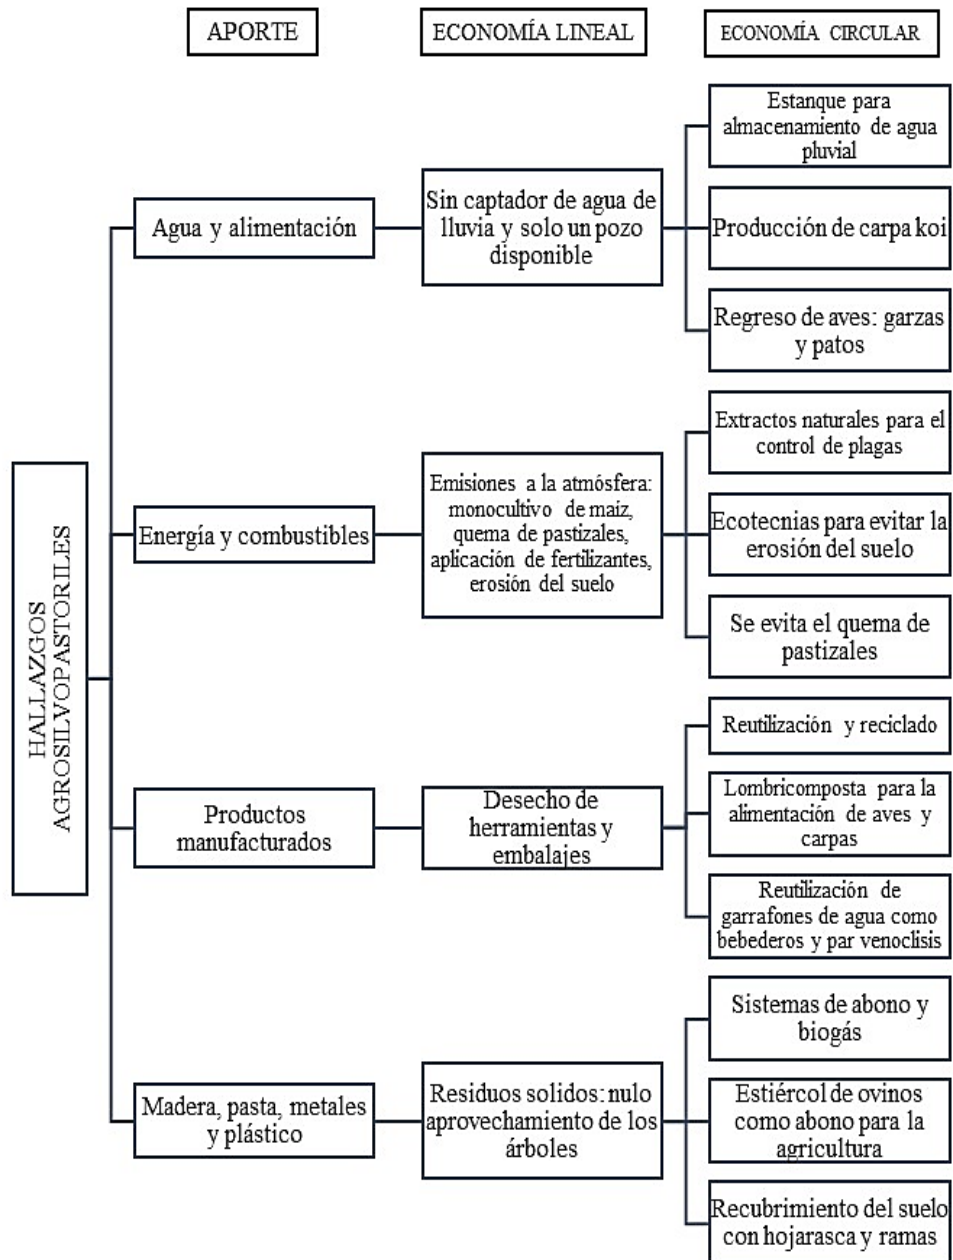 APORTE
ECONOMÍA LINEAL
ECONOMÍA CIRCULAR
HALLAZGOS
AGROSILVOPASTORILES
Agua y alimentación
Sin captador de agua de
lluvia y solo un pozo
disponible
Estanque para
almacenamiento de agua
pluvial
Producción de carpa koi
Regreso de aves: garzas
y patos
Energía y combustibles
Emisiones a la atmósfera:
monocultivo de maíz,
quema de pastizales,
aplicación de fertilizantes,
erosión del suelo
Extractos naturales para el
control de plagas
Ecotecnias para evitar la
erosión del suelo
Se evita el quema de
pastizales
Productos
manufacturados
Desecho de
herramientas y
embalajes
Reutilización y reciclado
Lombricomposta para la
alimentación de aves y
carpas
Reutilización de
garrafones de agua como
bebederos y par venoclisis
Madera, pasta, metales
y plástico
Residuos solidos: nulo
aprovechamiento de los
árboles
Sistemas de abono y
biogás
Estiércol de ovinos
como abono para la
agricultura
Recubrimiento del suelo
con hojarasca y ramas